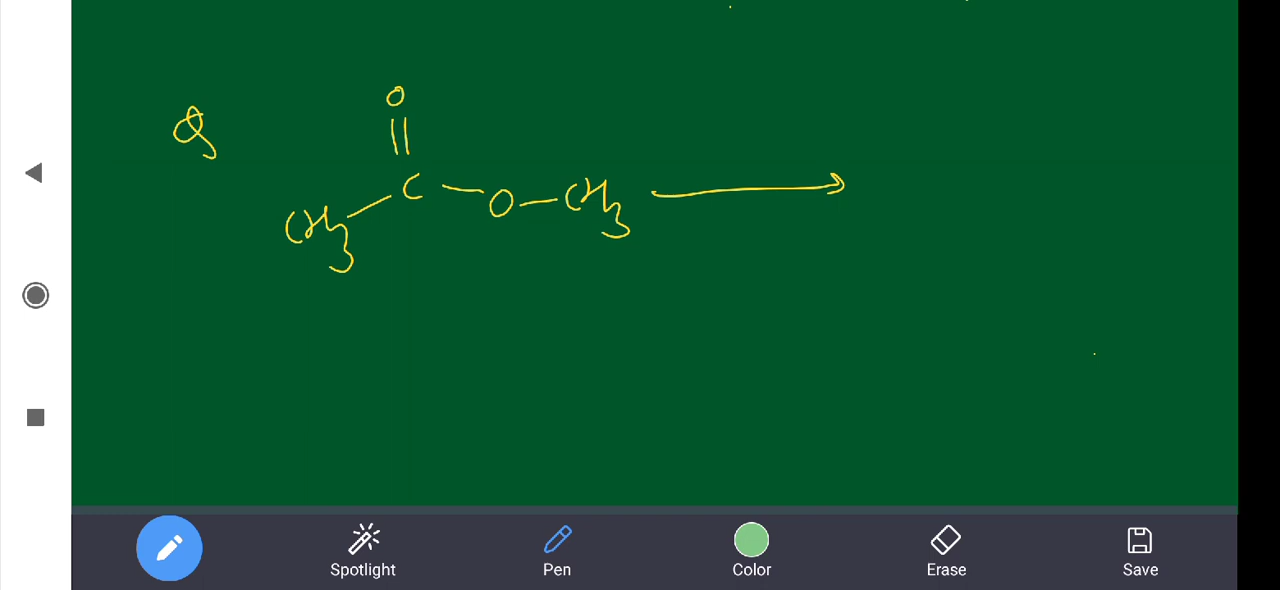 Q
O
||
CH3 — C — O — CH3 ⟶
Spotlight Pen Color Erase Save